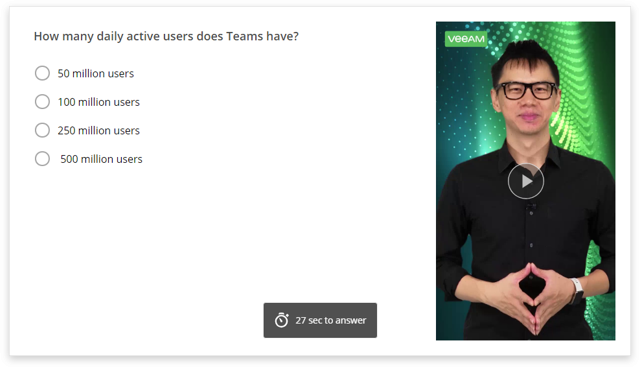 How many daily active users does Teams have?
VEEAM
50 million users
100 million users
250 million users
500 million users
27 sec to answer